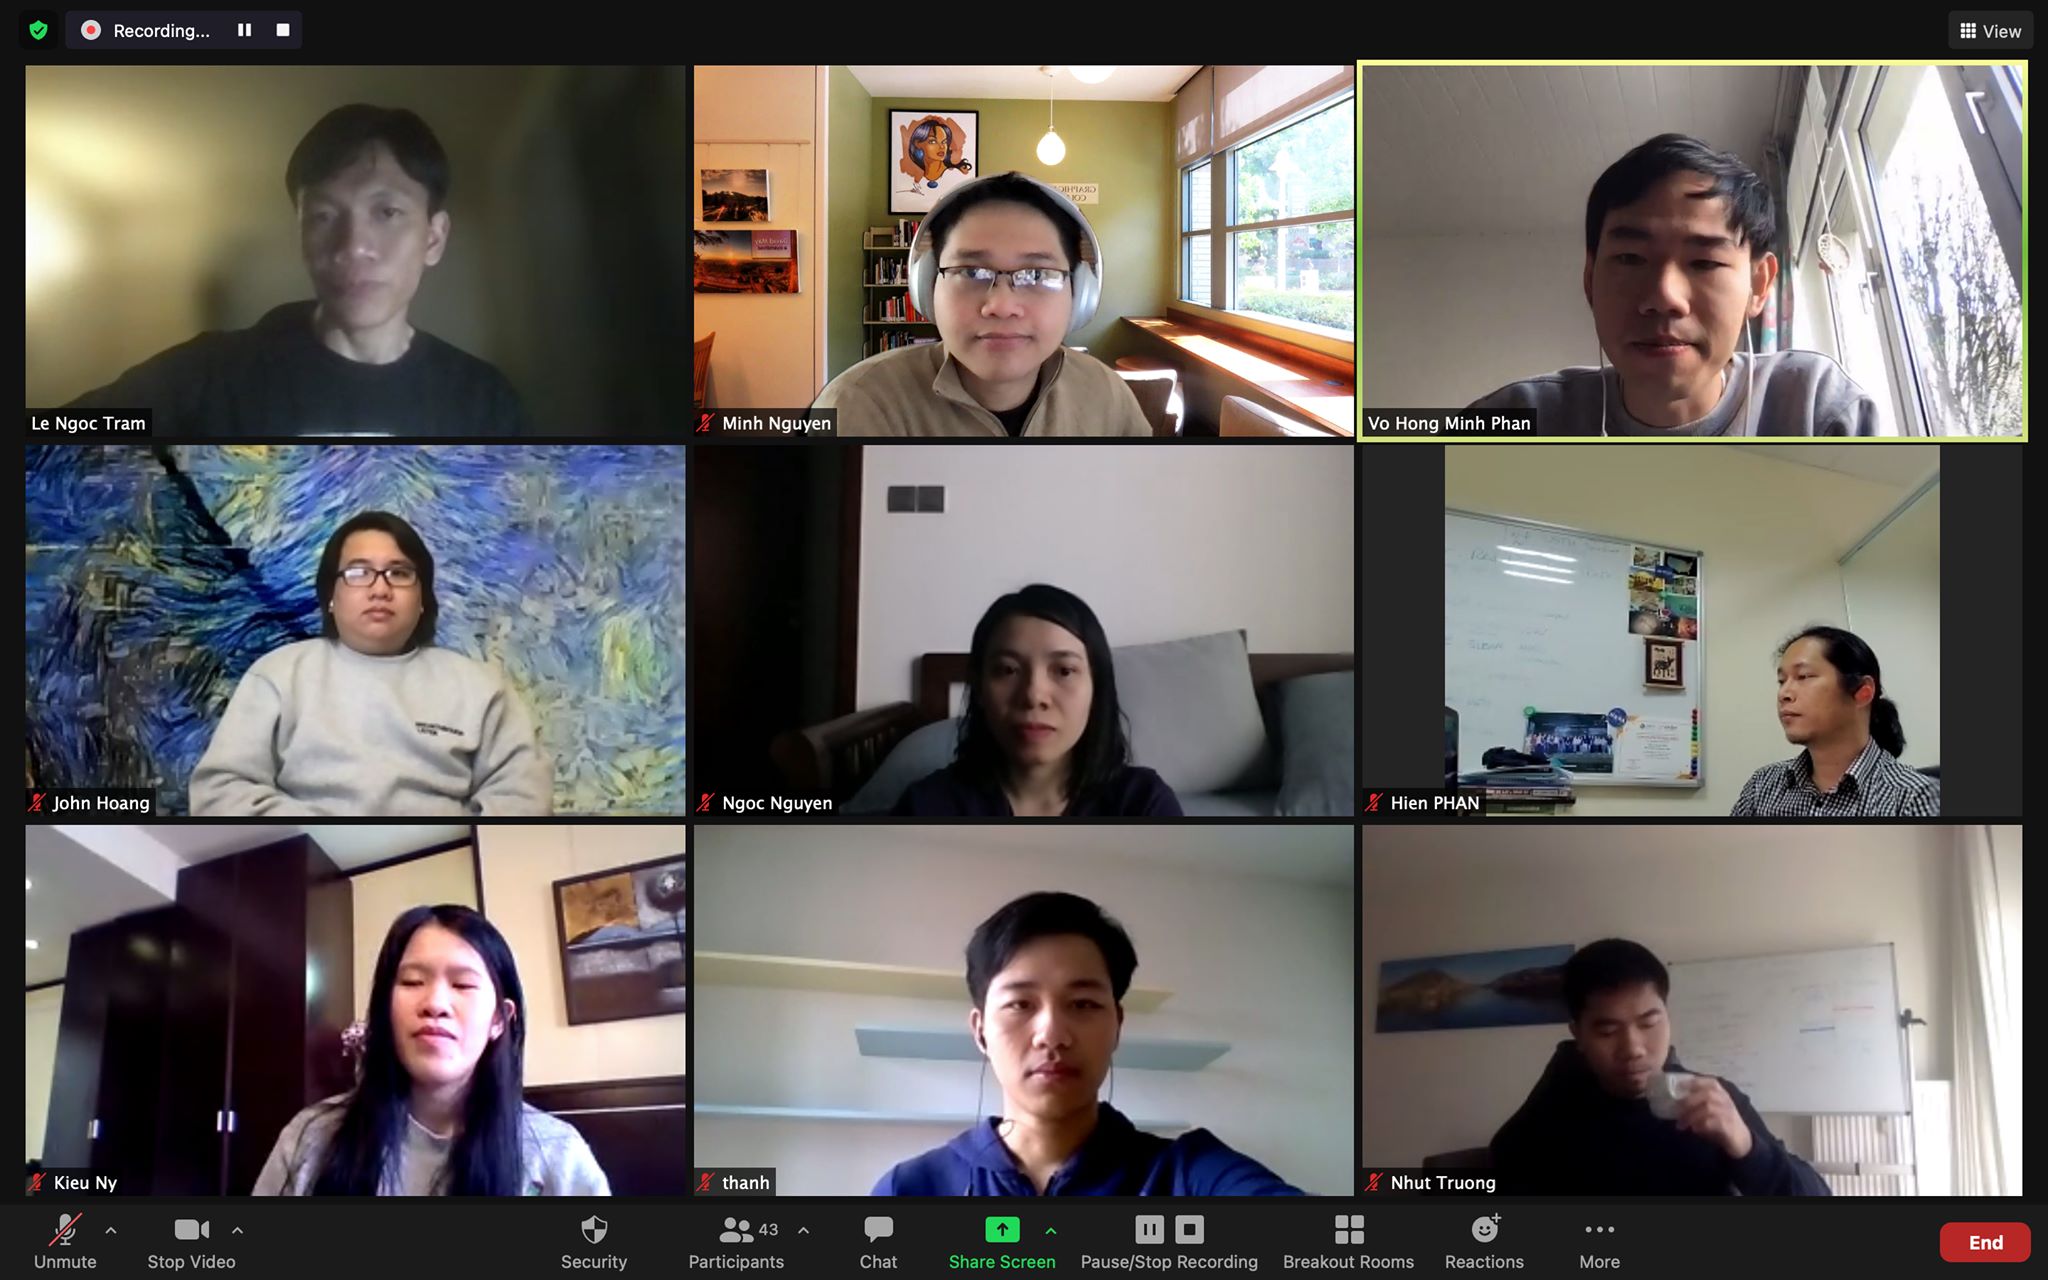 Recording...
View
Le Ngoc Tram
Minh Nguyen
Vo Hong Minh Phan
John Hoang
Ngoc Nguyen
NASA
Hien PHAN
Kieu Ny
thanh
Nhut Truong
Unmute
Stop Video
Security
Participants
43
Chat
Share Screen
Pause/Stop Recording
Breakout Rooms
Reactions
More
End